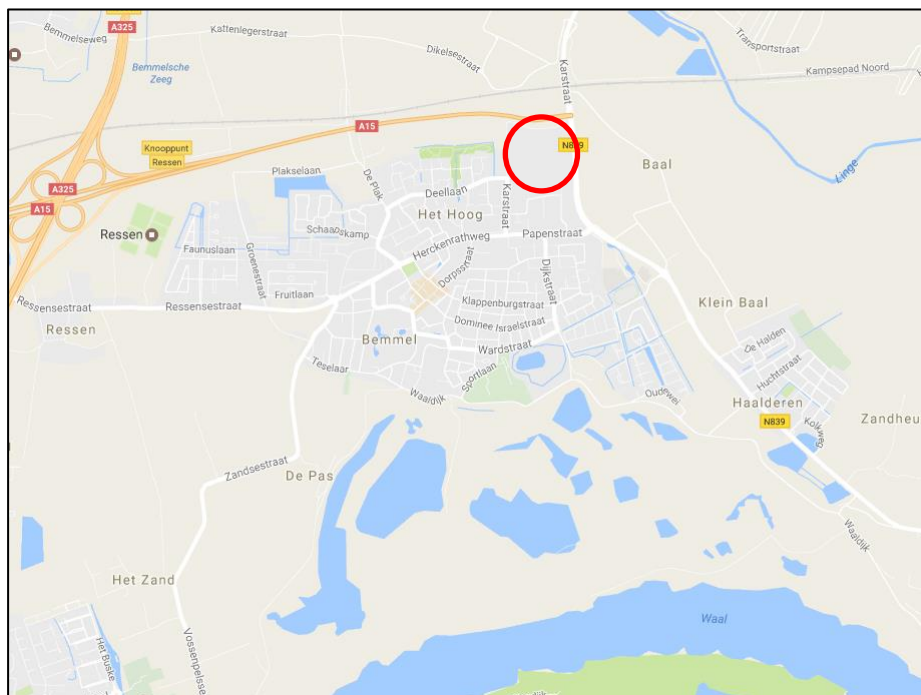 A325
Bemmelseweg
Kattenlegerstraat
Dikelsestraat
Transportstraat
Karstraat
Kampsepad Noord
Bemmelsche
Zeeg
A15
Knooppunt
Ressen
N839
Baal
Linge
Plakselaan
De Plak
A325
A15
Deellaan
Karstraat
Het Hoog
Schaapskamp
Ressen
Faunuslaan
Groenestraat
Herckenrathweg
Papenstraat
Dorpsstraat
Dijkstraat
Fruitlaan
Ressensestraat
Ressensestraat
Klappenburgstraat
Klein Baal
Ressen
Dominee Israelstraat
Bemmel
Wardstraat
De Halden
Huchtstraat
Teselaar
Sportlaan
Waaldijk
Oudewei
Haalderen
N839
Kolkweg
Zandheu
Zandsestraat
De Pas
Waaldijk
Het Zand
Waal
Vossenpelsse
Het Buske